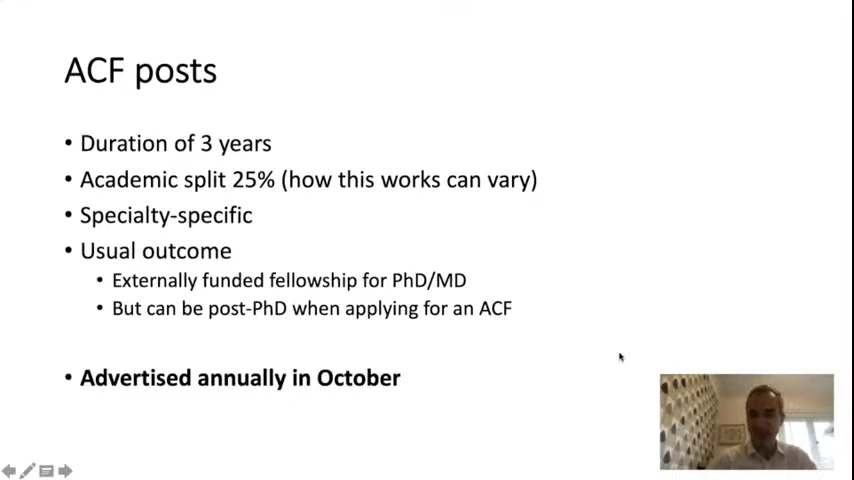 ACF posts
• Duration of 3 years
• Academic split 25% (how this works can vary)
• Specialty-specific
• Usual outcome
• Externally funded fellowship for PhD/MD
• But can be post-PhD when applying for an ACF
• Advertised annually in October